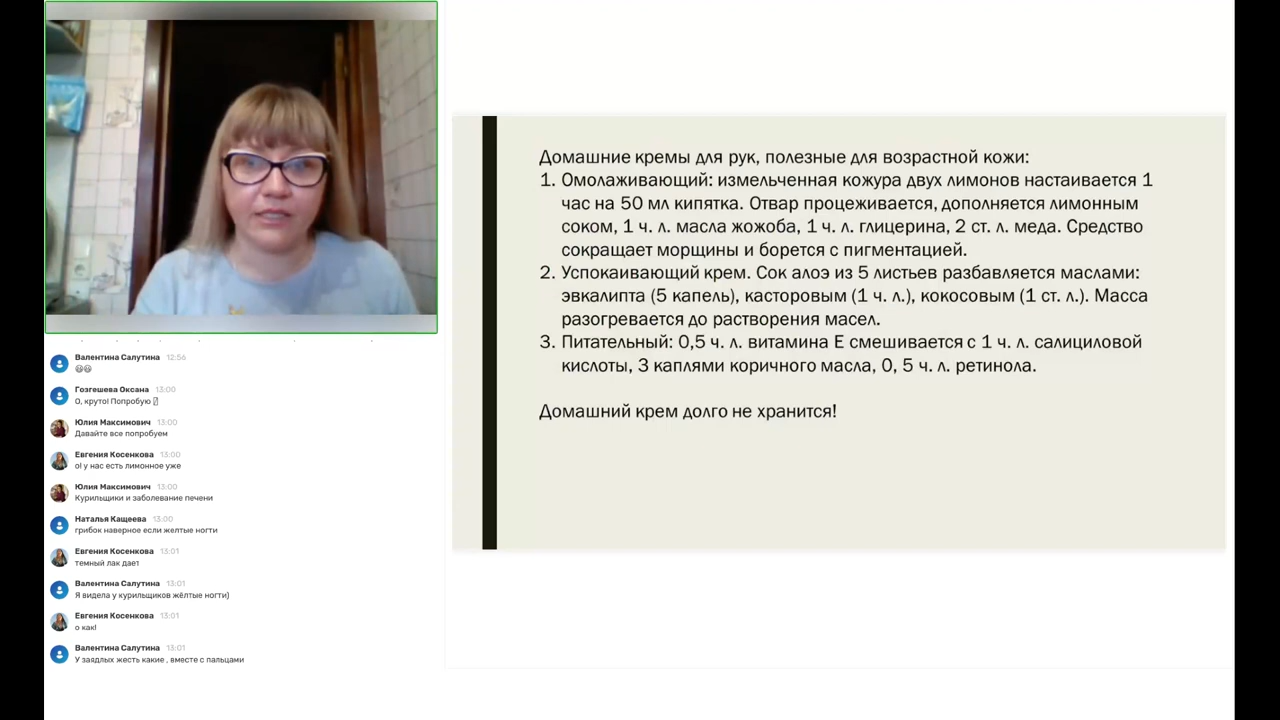 Домашние кремы для рук, полезные для возрастной кожи:
1. Омолаживающий: измельченная кожура двух лимонов настаивается 1
час на 50 мл кипятка. Отвар процеживается, дополняется лимонным
соком, 1 ч. л. масла жожоба, 1 ч. л. глицерина, 2 ст. л. меда. Средство
сокращает морщины и борется с пигментацией.
2. Успокаивающий крем. Сок алоэ из 5 листьев разбавляется маслами:
эвкалипта (5 капель), касторовым (1 ч. л.), кокосовым (1 ст. л.). Масса
разогревается до растворения масел.
3. Питательный: 0,5 ч. л. витамина Е смешивается с 1 ч. л. салициловой
кислоты, 3 каплями коричного масла, 0, 5 ч. л. ретинола.
Домашний крем долго не хранится!
Валентина Салутина 12:56
😃😃
Гозгешева Оксана 13:00
О, круто! Попробую
Юлия Максимович 13:00
Давайте все попробуем
Евгения Косенкова 13:00
о! у нас есть лимонное уже
Юлия Максимович 13:00
Курильщики и заболевание печени
Наталья Кащеева 13:00
грибок наверное если желтые ногти
Евгения Косенкова 13:01
темный лак дает
Валентина Салутина 13:01
Я видела у курильщиков жёлтые ногти)
Евгения Косенкова 13:01
о как!
Валентина Салутина 13:01
У заядлых жесть какие , вместе с пальцами